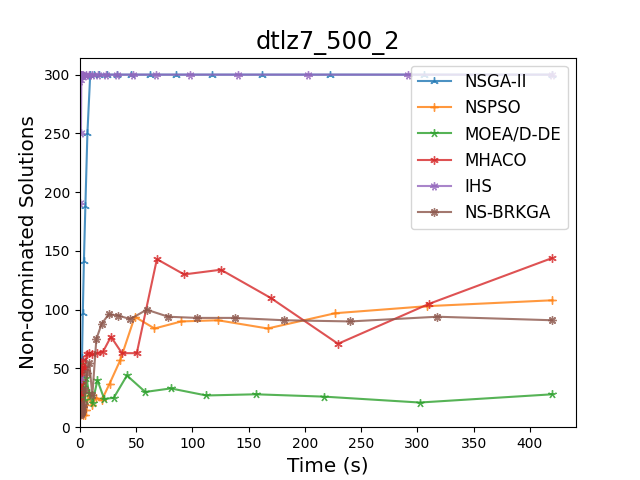 dtlz7_500_2
300
250
200
150
100
50
0
Non-dominated Solutions
0 50 100 150 200 250 300 350 400
Time (s)
NSGA-II
NSPSO
MOEA/D-DE
MHACO
IHS
NS-BRKGA